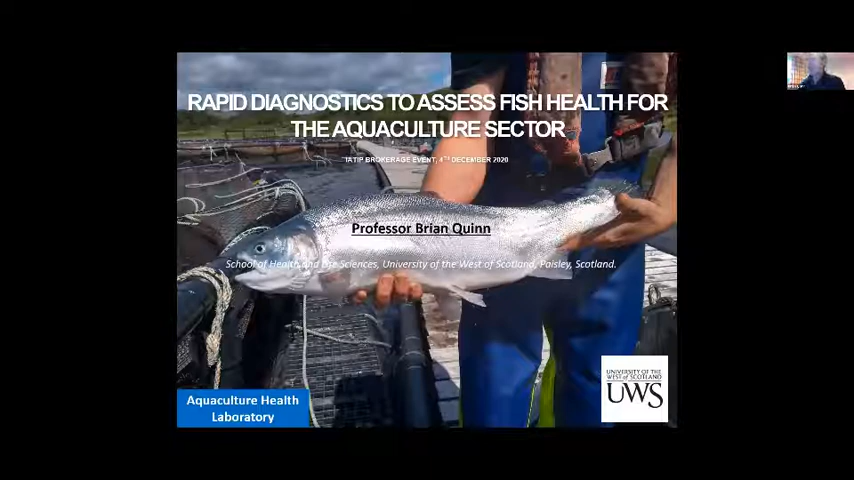 RAPID DIAGNOSTICS TO ASSESS FISH HEALTH FOR
THE AQUACULTURE SECTOR
IATIP BROKERAGE EVENT, 4TH DECEMBER 2020
Professor Brian Quinn
School of Health and Life Sciences, University of the West of Scotland, Paisley, Scotland.
Aquaculture Health
Laboratory
UNIVERSITY OF THE
WEST of SCOTLAND
UWS